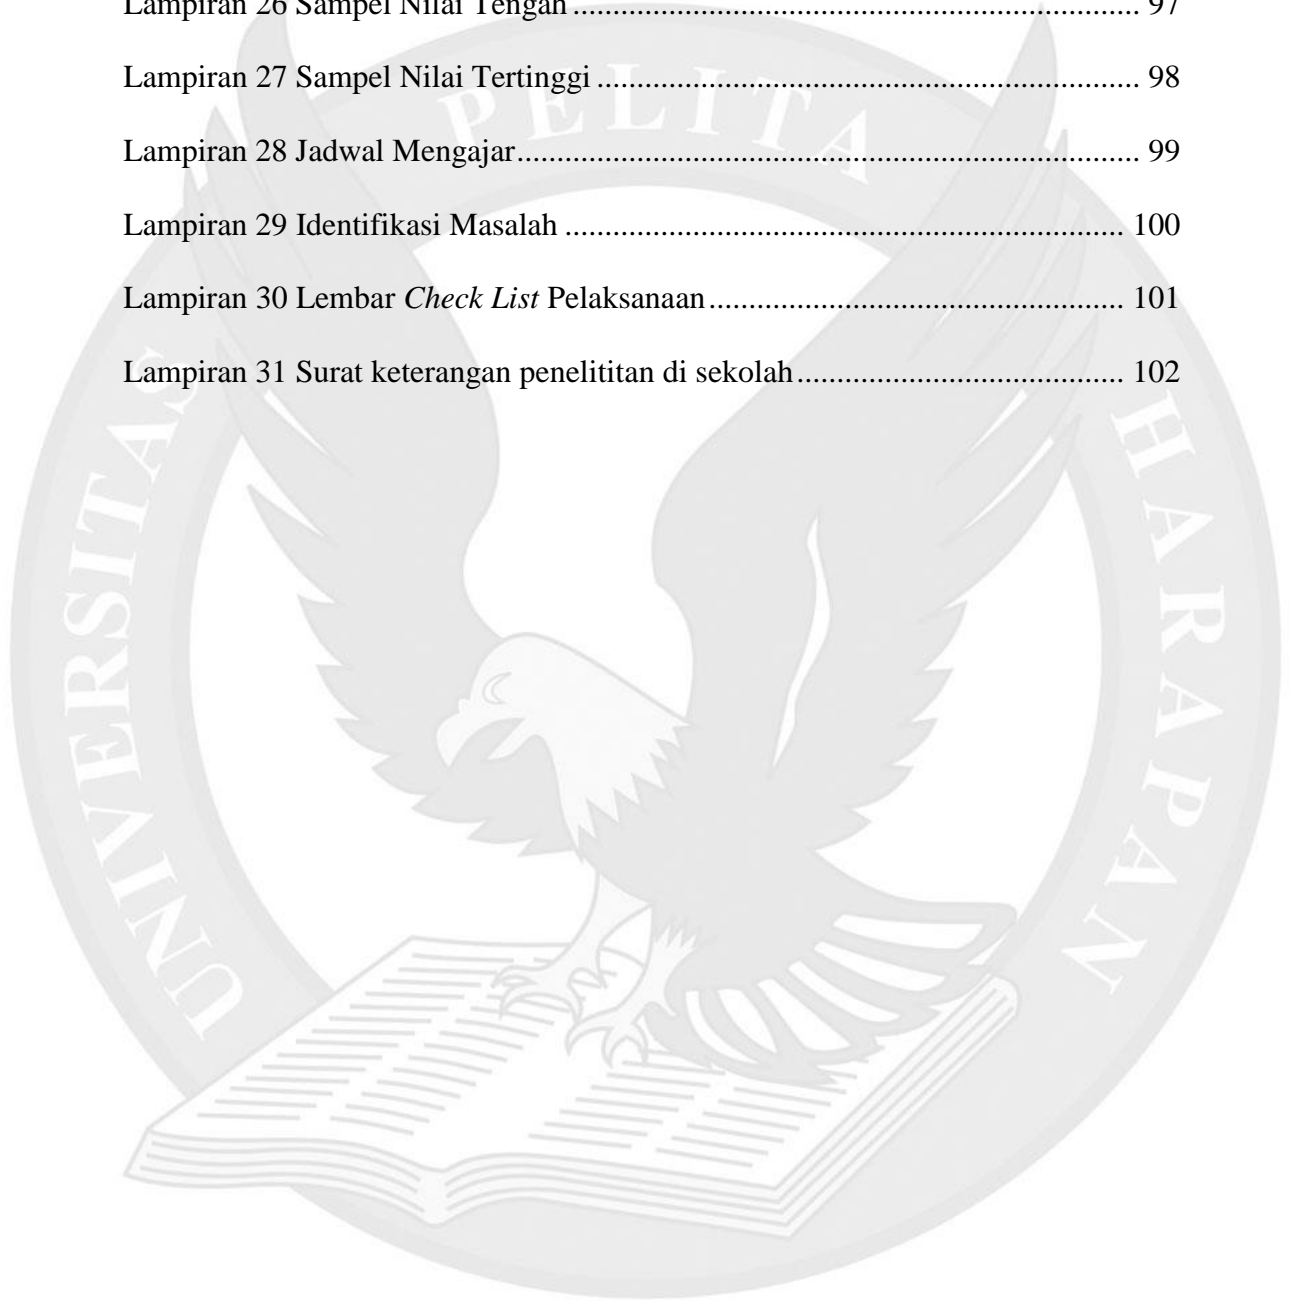 Lampiran 26 Sampel Nilai Tengah ........................................................................ 97
Lampiran 27 Sampel Nilai Tertinggi ..................................................................... 98
Lampiran 28 Jadwal Mengajar............................................................................... 99
Lampiran 29 Identifikasi Masalah ....................................................................... 100
Lampiran 30 Lembar Check List Pelaksanaan..................................................... 101
Lampiran 31 Surat keterangan penelititan di sekolah.......................................... 102
UNIVERSITAS PELITA HARAPAN